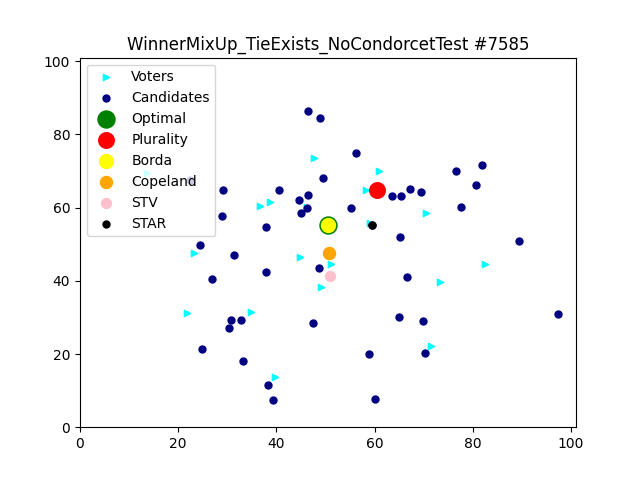 WinnerMixUp_TieExists_NoCondorcetTest #7585
100
80
60
40
20
0
Voters
Candidates
Optimal
Plurality
Borda
Copeland
STV
STAR
0 20 40 60 80 100